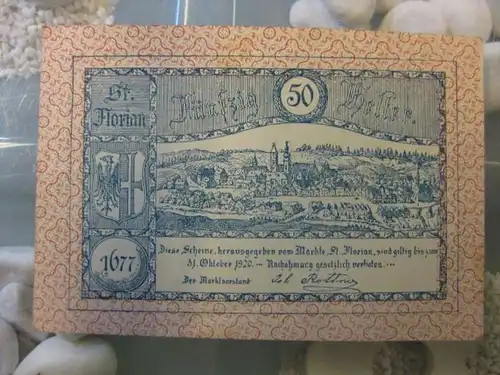 St.
Florian
Fünfzig 50 Heller
1677
Diese Scheine, herausgegeben vom Markte St. Florian, sind giltig bis zum
31. Oktober 1920. — Nachahmung gesetzlich verboten. —
Der Marktvorstand